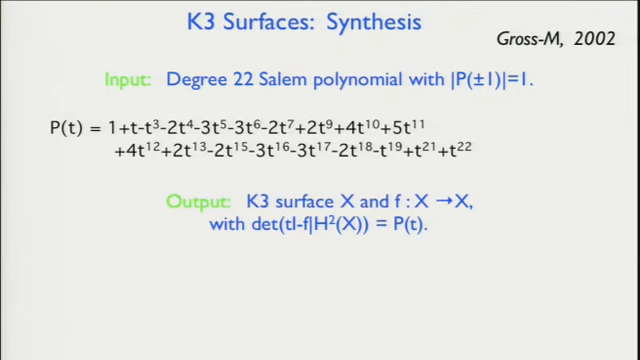 K3 Surfaces: Synthesis
Gross-M, 2002
Input: Degree 22 Salem polynomial with |P(±1)|=1.
P(t) = 1+t-t³-2t⁴-3t⁵-3t⁶-2t⁷+2t⁹+4t¹⁰+5t¹¹
+4t¹²+2t¹³-2t¹⁵-3t¹⁶-3t¹⁷-2t¹⁸-t¹⁹+t²¹+t²²
Output: K3 surface X and f : X →X,
with det(tI-f|H²(X)) = P(t).